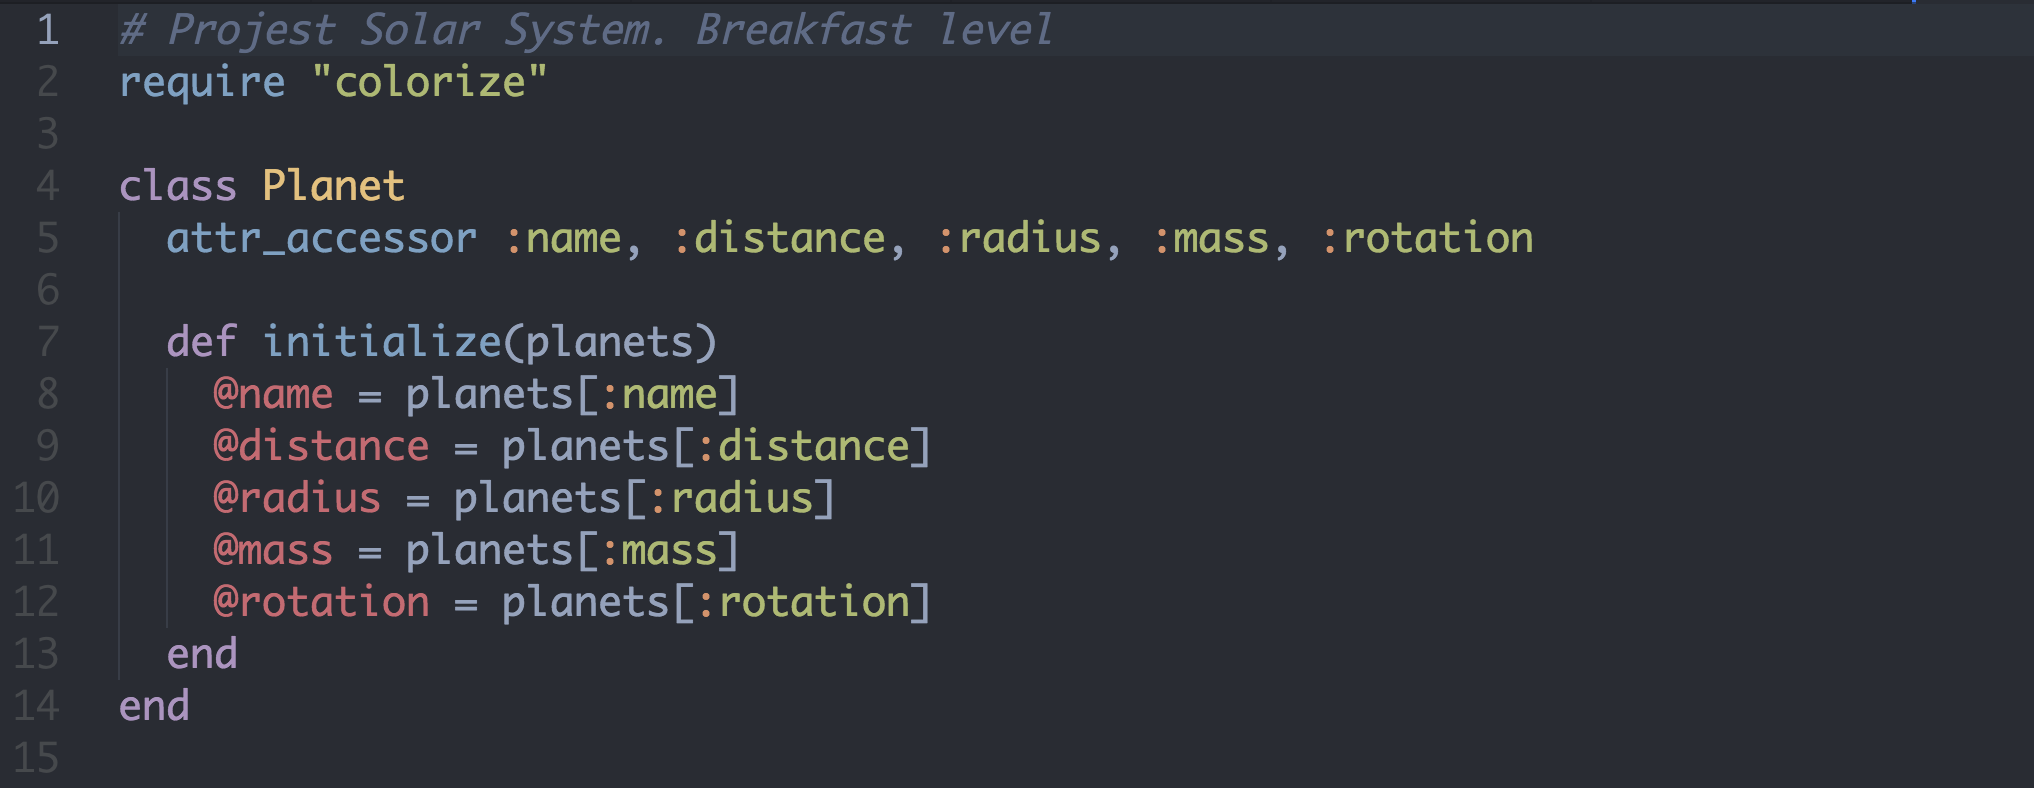 1 # Projest Solar System. Breakfast level
2 require "colorize"
3
4 class Planet
5   attr_accessor :name, :distance, :radius, :mass, :rotation
6
7   def initialize(planets)
8     @name = planets[:name]
9     @distance = planets[:distance]
10     @radius = planets[:radius]
11     @mass = planets[:mass]
12     @rotation = planets[:rotation]
13   end
14 end
15